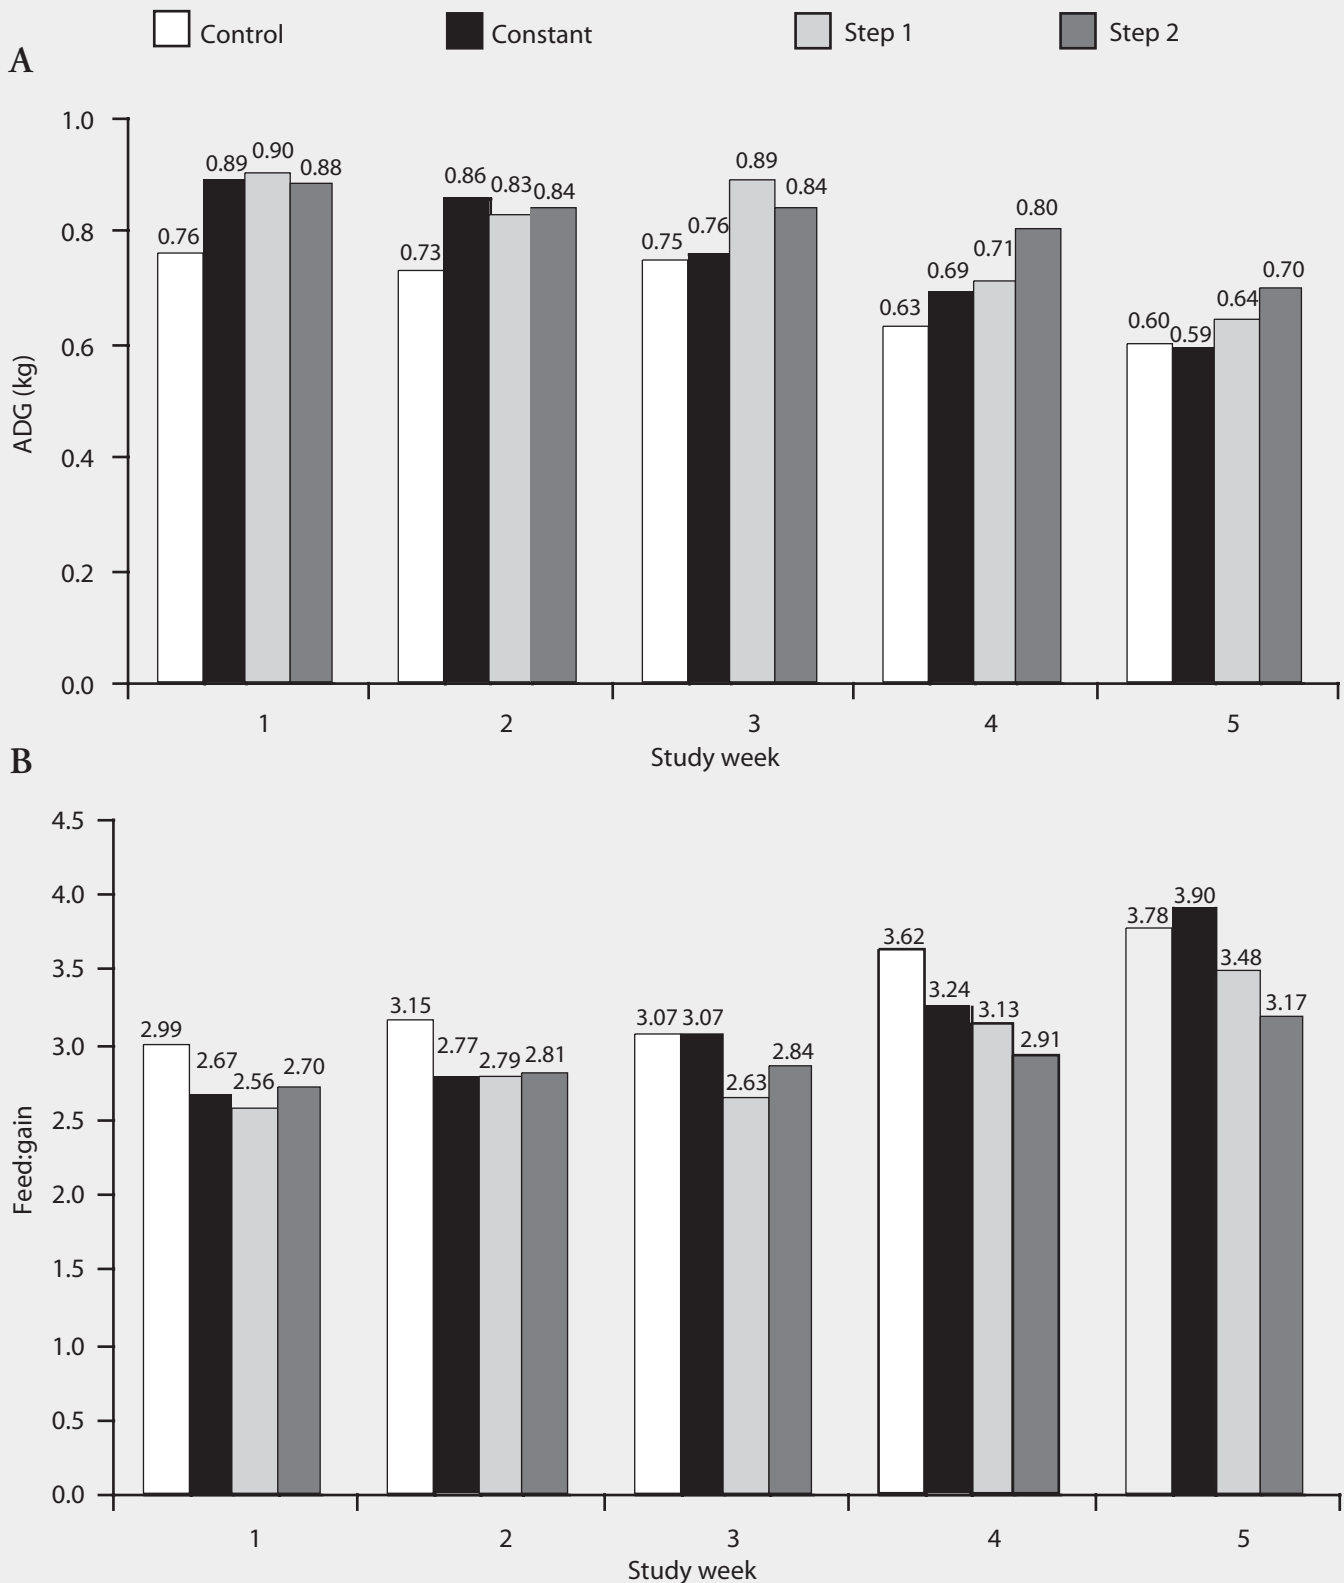 Control Constant Step 1 Step 2
A
1.0
0.8
0.6
0.4
0.2
0.0
ADG (kg)
0.76 0.89 0.90 0.88
0.73 0.86 0.83 0.84
0.75 0.76 0.89 0.84
0.63 0.69 0.71 0.80
0.60 0.59 0.64 0.70
1 2 3 4 5
Study week
B
4.5
4.0
3.5
3.0
2.5
2.0
1.5
1.0
0.5
0.0
Feed:gain
2.99 2.67 2.56 2.70
3.15 2.77 2.79 2.81
3.07 3.07 2.63 2.84
3.62 3.24 3.13 2.91
3.78 3.90 3.48 3.17
1 2 3 4 5
Study week